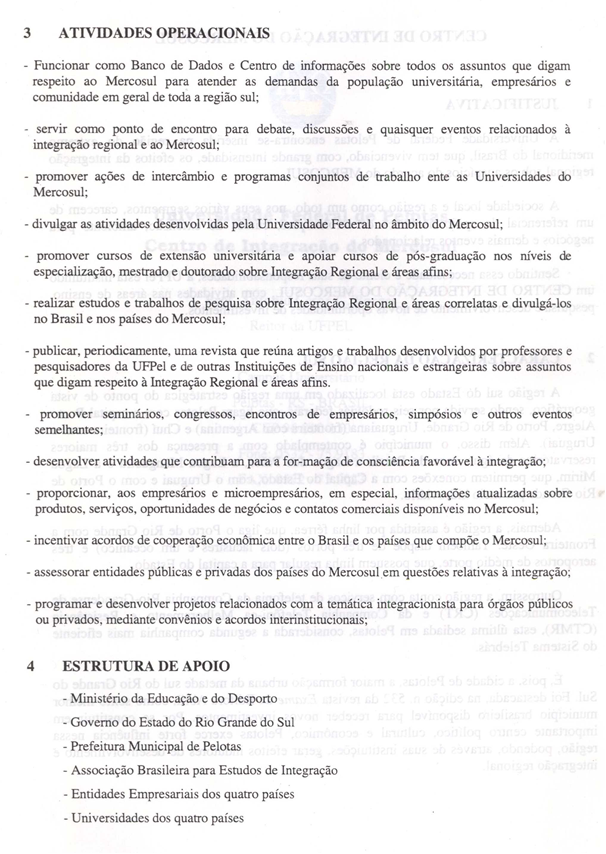 3 ATIVIDADES OPERACIONAIS
- Funcionar como Banco de Dados e Centro de informações sobre todos os assuntos que digam
respeito ao Mercosul para atender as demandas da população universitária, empresários e
comunidade em geral de toda a região sul;
- servir como ponto de encontro para debate, discussões e quaisquer eventos relacionados à
integração regional e ao Mercosul;
- promover ações de intercâmbio e programas conjuntos de trabalho ente as Universidades do
Mercosul;
- divulgar as atividades desenvolvidas pela Universidade Federal no âmbito do Mercosul;
- promover cursos de extensão universitária e apoiar cursos de pós-graduação nos níveis de
especialização, mestrado e doutorado sobre Integração Regional e áreas afins;
- realizar estudos e trabalhos de pesquisa sobre Integração Regional e áreas correlatas e divulgá-los
no Brasil e nos países do Mercosul;
- publicar, periodicamente, uma revista que reúna artigos e trabalhos desenvolvidos por professores e
pesquisadores da UFPel e de outras Instituições de Ensino nacionais e estrangeiras sobre assuntos
que digam respeito à Integração Regional e áreas afins.
- promover seminários, congressos, encontros de empresários, simpósios e outros eventos
semelhantes;
- desenvolver atividades que contribuam para a for-mação de consciência favorável à integração;
- proporcionar, aos empresários e microempresários, em especial, informações atualizadas sobre
produtos, serviços, oportunidades de negócios e contatos comerciais disponíveis no Mercosul;
- incentivar acordos de cooperação econômica entre o Brasil e os países que compõe o Mercosul;
- assessorar entidades públicas e privadas dos países do Mercosul em questões relativas à integração;
- programar e desenvolver projetos relacionados com a temática integracionista para órgãos públicos
ou privados, mediante convênios e acordos interinstitucionais;
4 ESTRUTURA DE APOIO
- Ministério da Educação e do Desporto
- Governo do Estado do Rio Grande do Sul
- Prefeitura Municipal de Pelotas
- Associação Brasileira para Estudos de Integração
- Entidades Empresariais dos quatro países
- Universidades dos quatro países